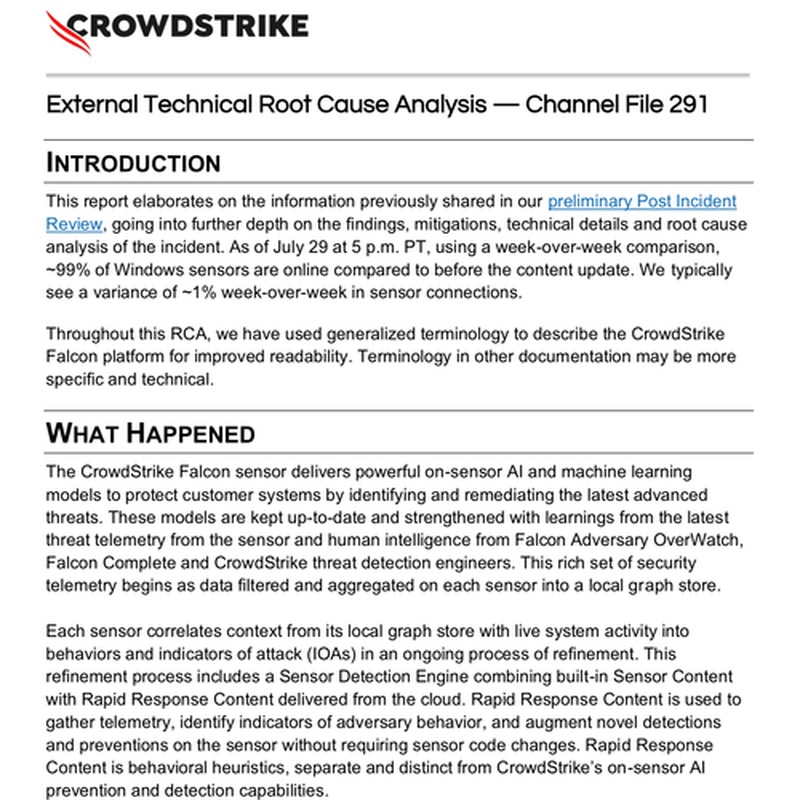 CROWDSTRIKE
External Technical Root Cause Analysis — Channel File 291
INTRODUCTION
This report elaborates on the information previously shared in our preliminary Post Incident
Review, going into further depth on the findings, mitigations, technical details and root cause
analysis of the incident. As of July 29 at 5 p.m. PT, using a week-over-week comparison,
~99% of Windows sensors are online compared to before the content update. We typically
see a variance of ~1% week-over-week in sensor connections.
Throughout this RCA, we have used generalized terminology to describe the CrowdStrike
Falcon platform for improved readability. Terminology in other documentation may be more
specific and technical.
WHAT HAPPENED
The CrowdStrike Falcon sensor delivers powerful on-sensor AI and machine learning
models to protect customer systems by identifying and remediating the latest advanced
threats. These models are kept up-to-date and strengthened with learnings from the latest
threat telemetry from the sensor and human intelligence from Falcon Adversary OverWatch,
Falcon Complete and CrowdStrike threat detection engineers. This rich set of security
telemetry begins as data filtered and aggregated on each sensor into a local graph store.
Each sensor correlates context from its local graph store with live system activity into
behaviors and indicators of attack (IOAs) in an ongoing process of refinement. This
refinement process includes a Sensor Detection Engine combining built-in Sensor Content
with Rapid Response Content delivered from the cloud. Rapid Response Content is used to
gather telemetry, identify indicators of adversary behavior, and augment novel detections
and preventions on the sensor without requiring sensor code changes. Rapid Response
Content is behavioral heuristics, separate and distinct from CrowdStrike's on-sensor AI
prevention and detection capabilities.